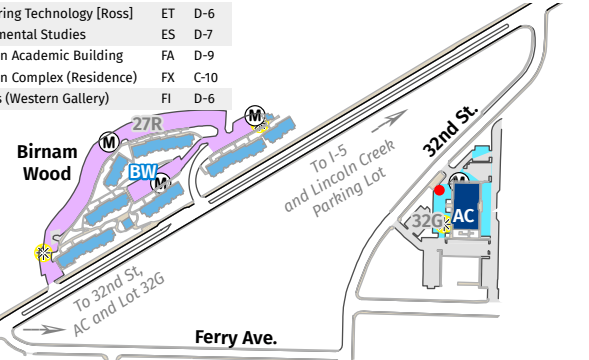 ring Technology [Ross] ET D-6
mental Studies ES D-7
n Academic Building FA D-9
n Complex (Residence) FX C-10
s (Western Gallery) FI D-6
27R
M
M
Birnam
Wood
BW
M
32nd St.
To I-5
and Lincoln Creek
Parking Lot
M
32G
AC
To 32nd St,
AC and Lot 32G
Ferry Ave.